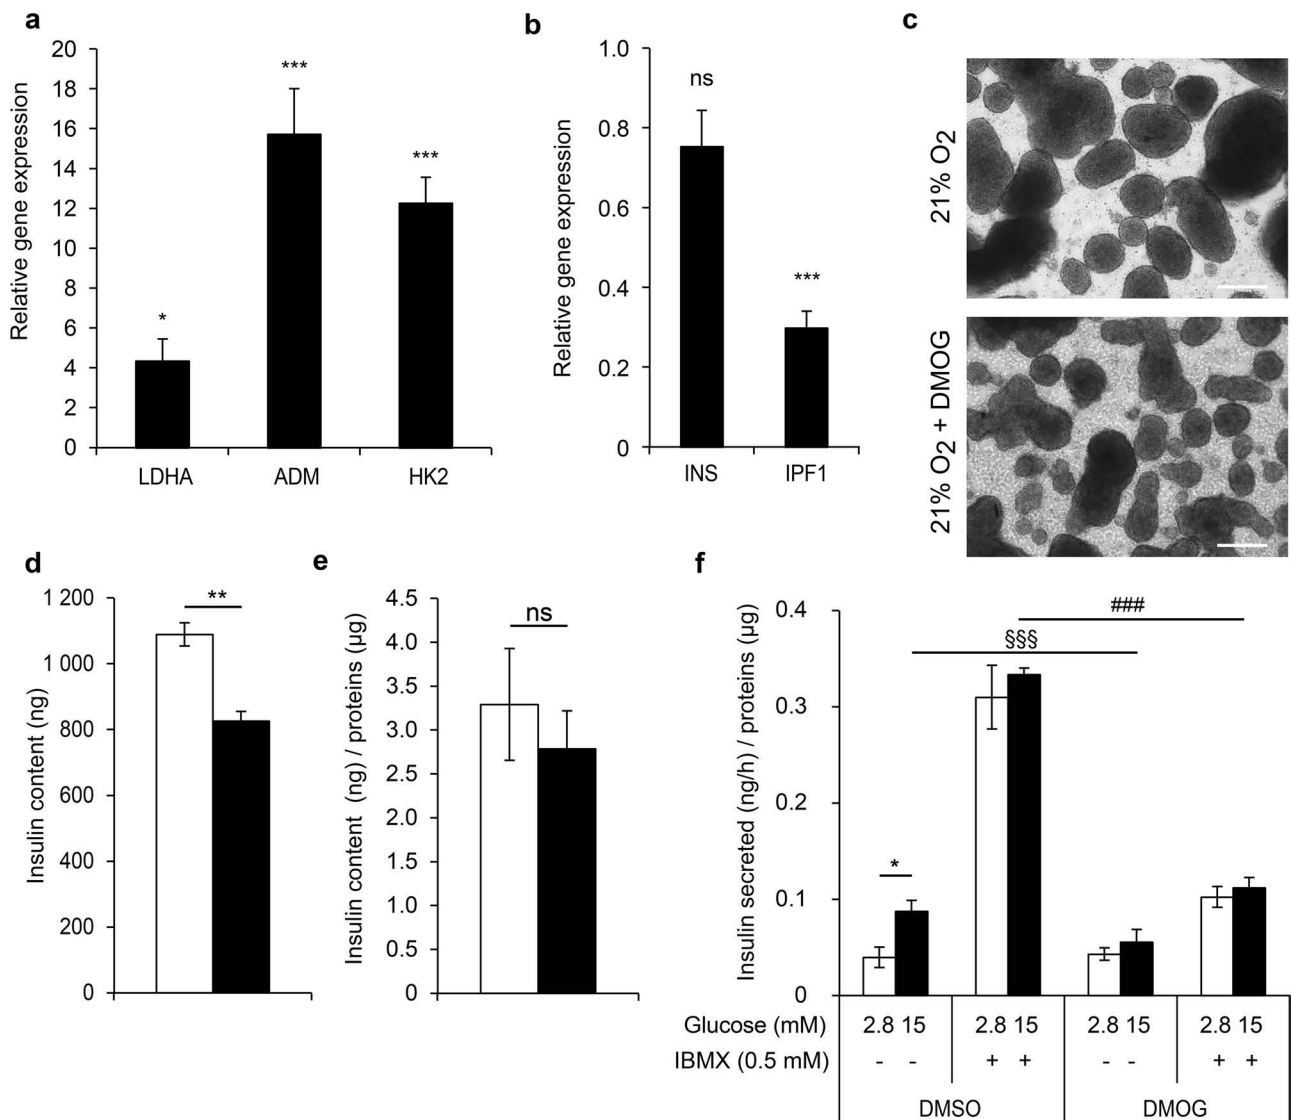 a
20
18
16
14
12
10
8
6
4
2
0
Relative gene expression
*
***
***
LDHA ADM HK2
b
1.0
0.8
0.6
0.4
0.2
0
Relative gene expression
ns
***
INS IPF1
c
21% O2
21% O2 + DMOG
d
1 200
1 000
800
600
400
200
0
Insulin content (ng)
**
e
4.5
4.0
3.5
3.0
2.5
2.0
1.5
1.0
0.5
0
Insulin content (ng) / proteins (µg)
ns
f
0.4
0.3
0.2
0.1
0
Insulin secreted (ng/h) / proteins (µg)
###
§§§
*
Glucose (mM) 2.8 15 2.8 15 2.8 15 2.8 15
IBMX (0.5 mM) - - + + - - + +
DMSO DMOG